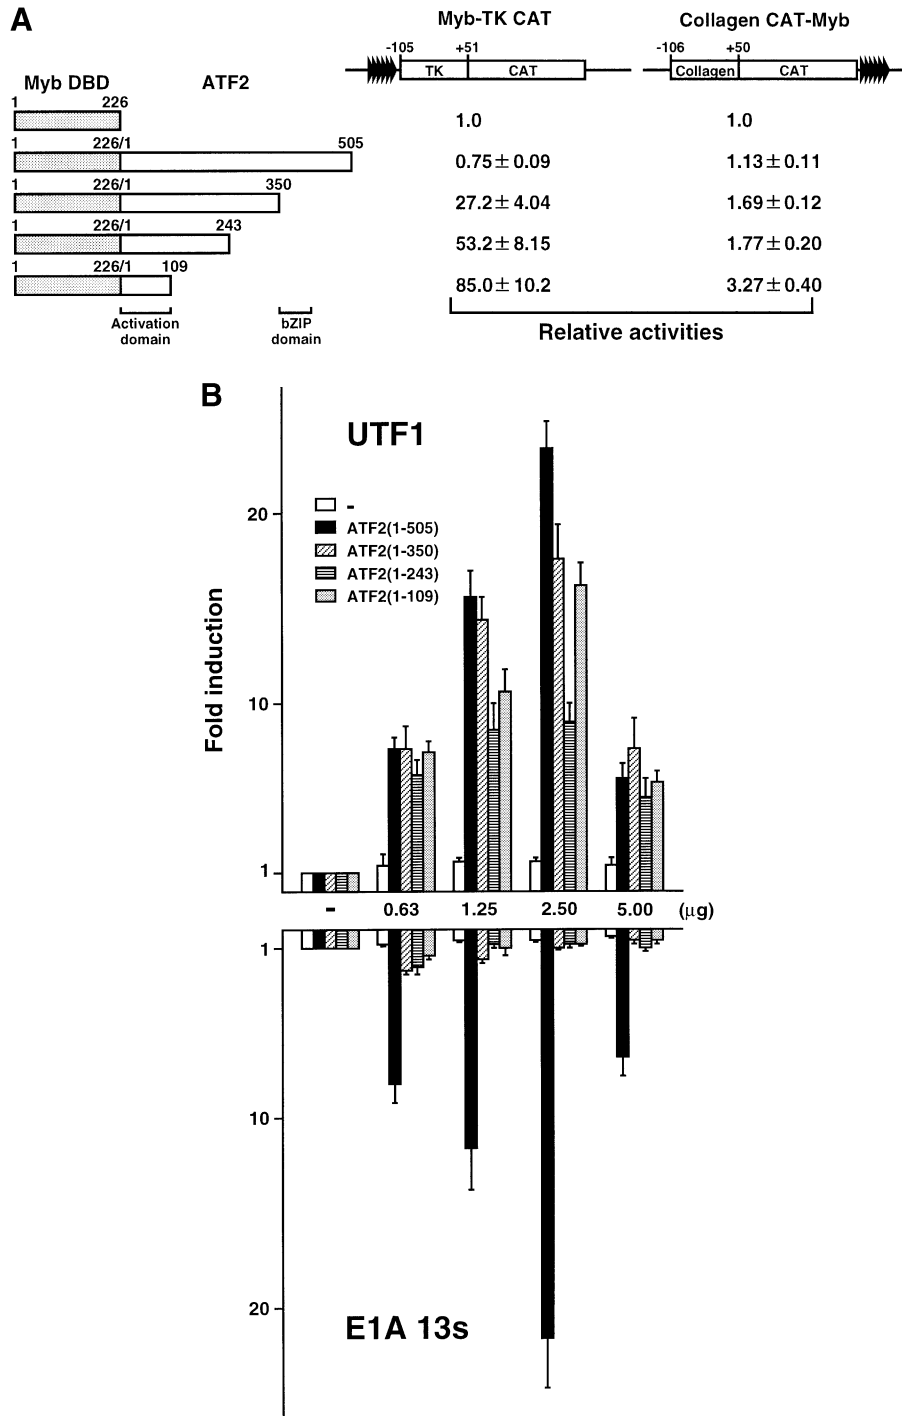 A
Myb-TK CAT
Collagen CAT-Myb
-105 +51
-106 +50
TK CAT
Collagen CAT
Myb DBD ATF2
1 226
1.0 1.0
1 226/1 505
0.75±0.09 1.13±0.11
1 226/1 350
27.2±4.04 1.69±0.12
1 226/1 243
53.2±8.15 1.77±0.20
1 226/1 109
85.0±10.2 3.27±0.40
Activation domain
bZIP domain
Relative activities
B
UTF1
-
ATF2(1-505)
ATF2(1-350)
ATF2(1-243)
ATF2(1-109)
Fold induction
20
10
1
- 0.63 1.25 2.50 5.00 (μg)
1
10
20
E1A 13s